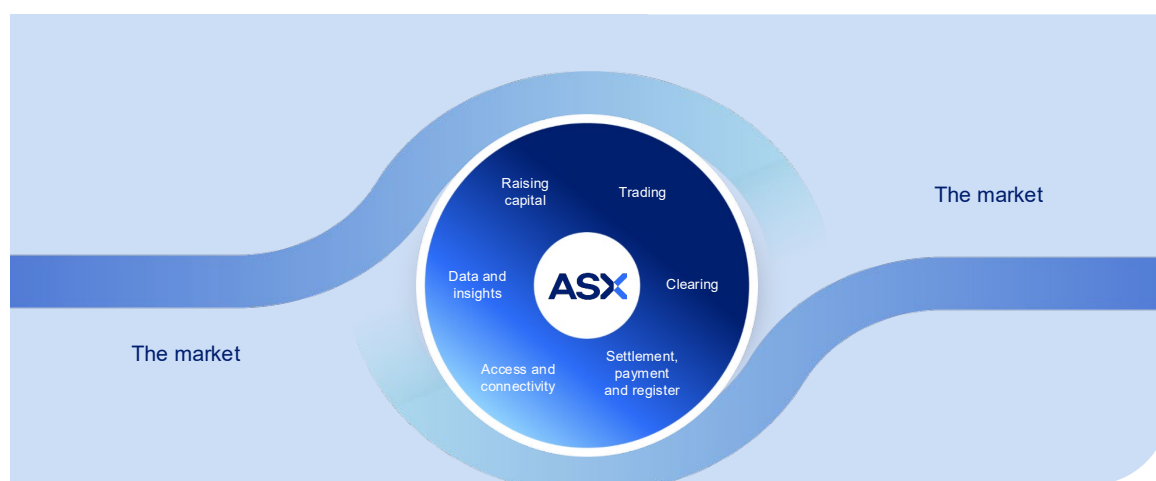 Raising
capital
Trading
The market
Data and
insights
ASX
Clearing
The market
Access and
connectivity
Settlement,
payment
and register